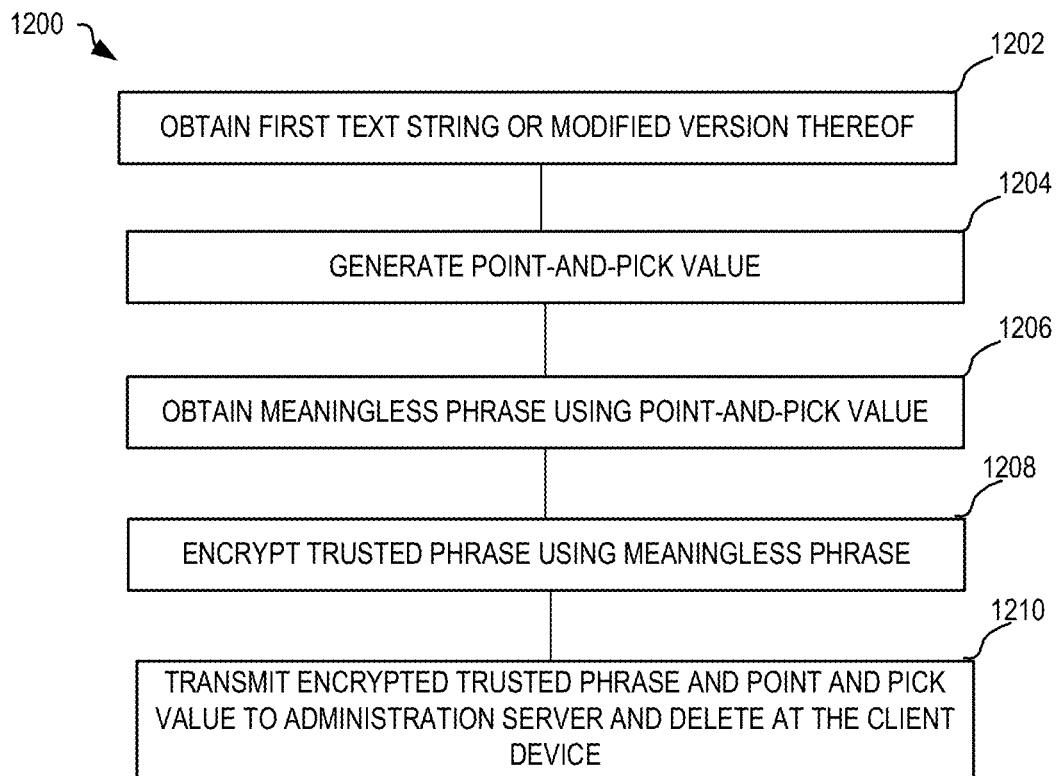 1200
1202
OBTAIN FIRST TEXT STRING OR MODIFIED VERSION THEREOF
1204
GENERATE POINT-AND-PICK VALUE
1206
OBTAIN MEANINGLESS PHRASE USING POINT-AND-PICK VALUE
1208
ENCRYPT TRUSTED PHRASE USING MEANINGLESS PHRASE
1210
TRANSMIT ENCRYPTED TRUSTED PHRASE AND POINT AND PICK
VALUE TO ADMINISTRATION SERVER AND DELETE AT THE CLIENT
DEVICE